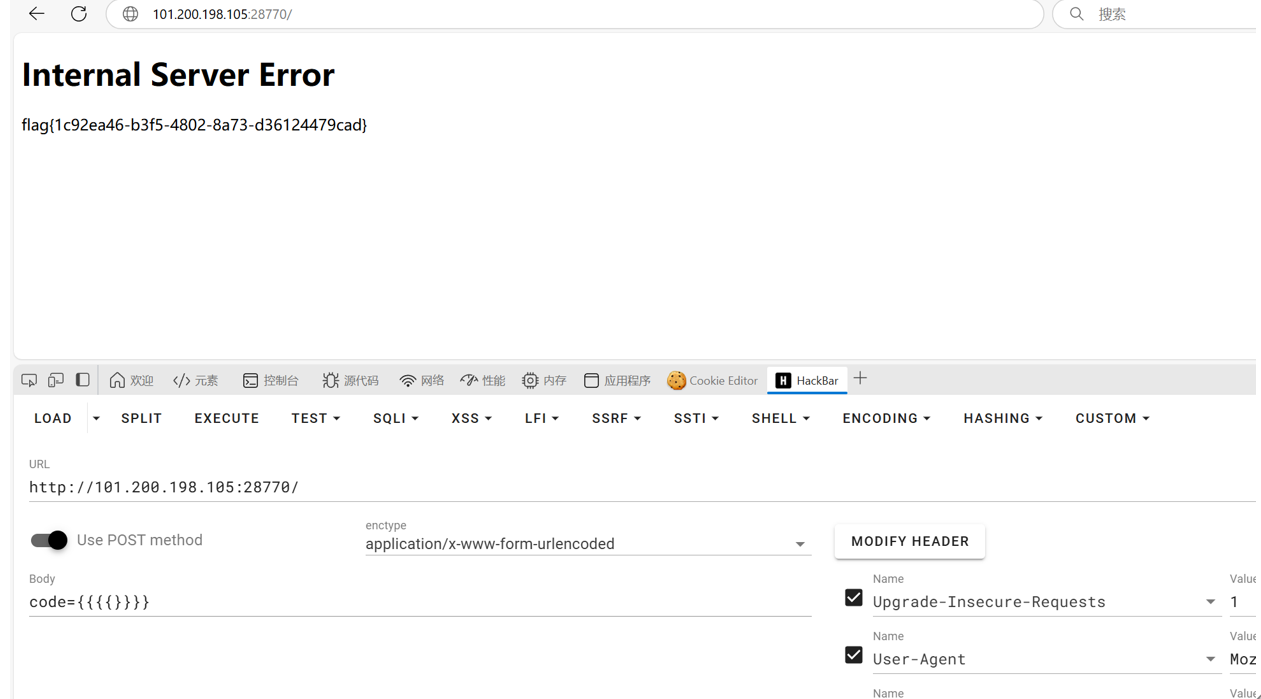 101.200.198.105:28770/ 搜索
Internal Server Error
flag{1c92ea46-b3f5-4802-8a73-d36124479cad}
欢迎 元素 控制台 源代码 网络 性能 内存 应用程序 Cookie Editor H HackBar
LOAD SPLIT EXECUTE TEST SQLI XSS LFI SSRF SSTI SHELL ENCODING HASHING CUSTOM
URL
http://101.200.198.105:28770/
Use POST method
enctype
application/x-www-form-urlencoded
MODIFY HEADER
Body
code={{{{}}}}
Name Value
Upgrade-Insecure-Requests 1
Name Value
User-Agent Moz
Name Value